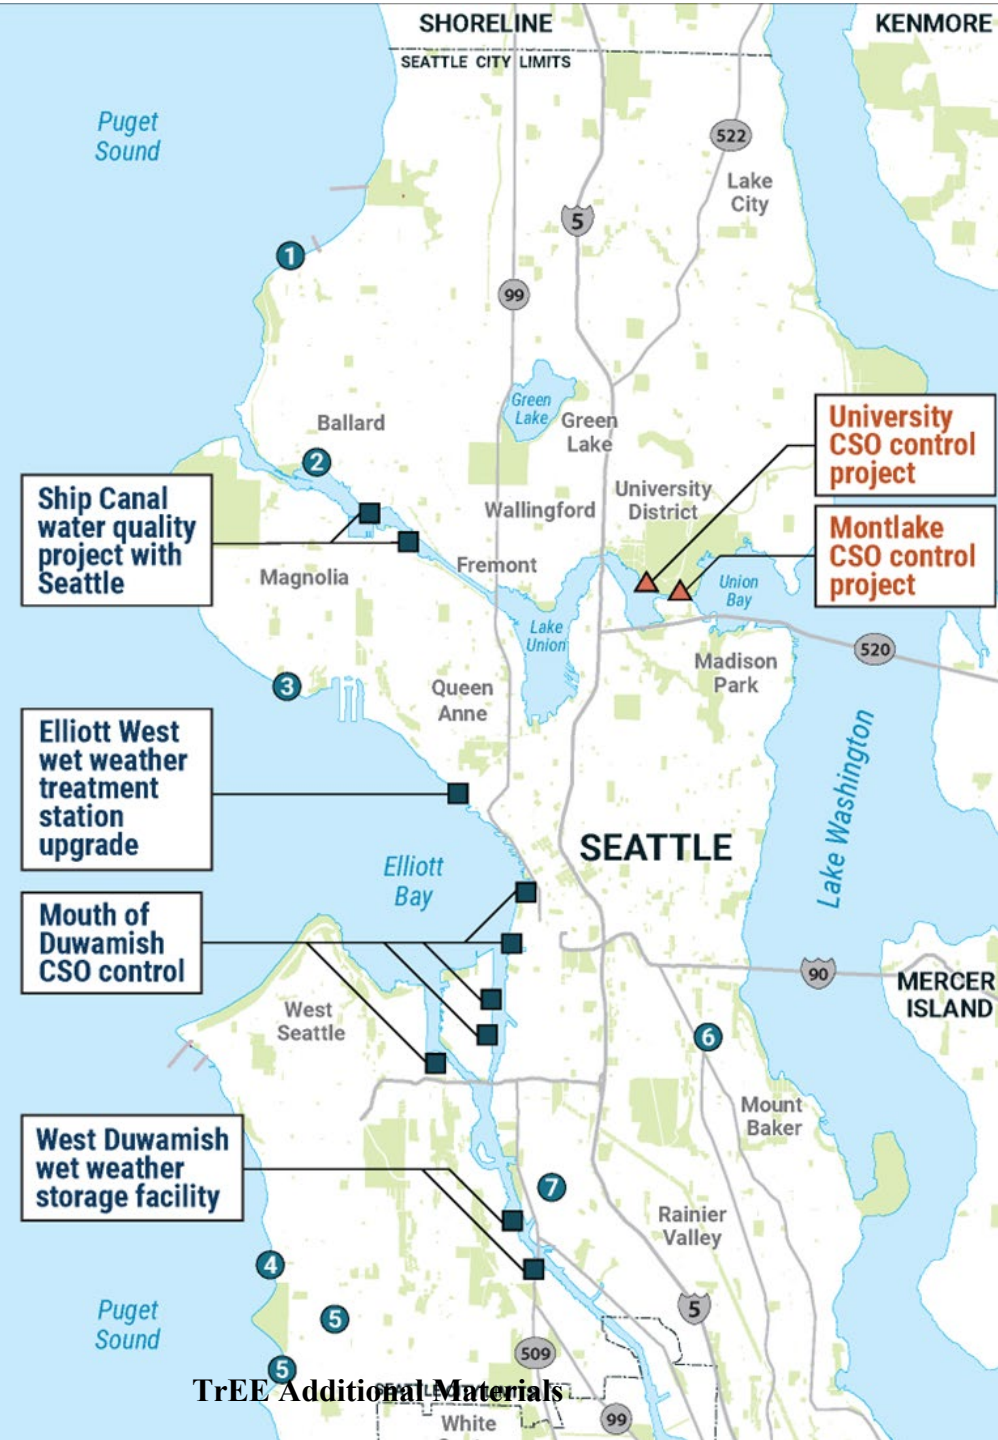 SHORELINE
KENMORE
SEATTLE CITY LIMITS
Puget
Sound
522
Lake
City
5
1
99
Green
Lake
Green
Lake
Ballard
2
University
CSO control
project
Ship Canal
water quality
project with
Seattle
Wallingford
University
District
Montlake
CSO control
project
Magnolia
Fremont
Union
Bay
Lake
Union
520
Madison
Park
3
Queen
Anne
Elliott West
wet weather
treatment
station
upgrade
Lake Washington
SEATTLE
Elliott
Bay
Mouth of
Duwamish
CSO control
90
MERCER
ISLAND
West
Seattle
6
Mount
Baker
West Duwamish
wet weather
storage facility
7
Rainier
Valley
4
Puget
Sound
5
5
509
5
TrEE Additional Materials
SEATTLE CITY LIMITS
White
99